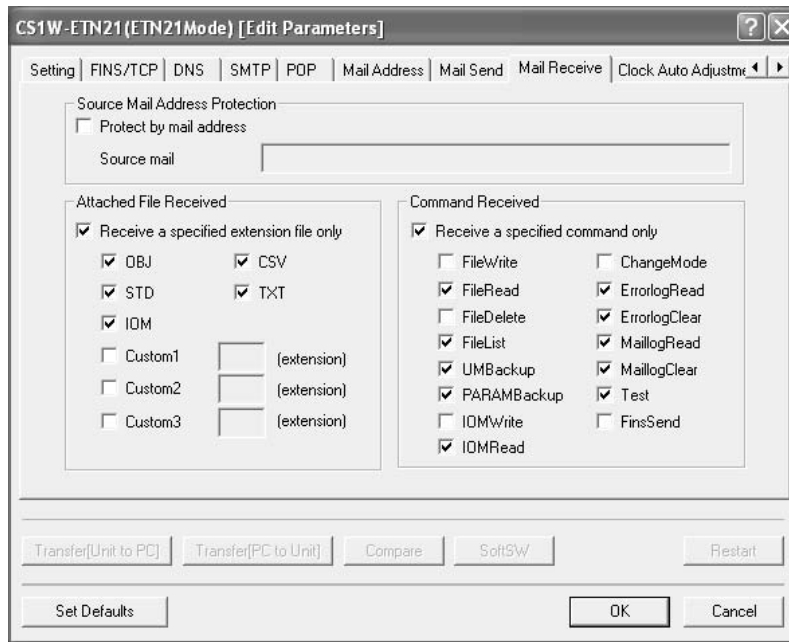 CS1W-ETN21(ETN21Mode) [Edit Parameters]
Setting FINS/TCP DNS SMTP POP Mail Address Mail Send Mail Receive Clock Auto Adjustme
Source Mail Address Protection
Protect by mail address
Source mail
Attached File Received
Receive a specified extension file only
OBJ CSV
STD TXT
IOM
Custom1 (extension)
Custom2 (extension)
Custom3 (extension)
Command Received
Receive a specified command only
FileWrite ChangeMode
FileRead ErrorlogRead
FileDelete ErrorlogClear
FileList MaillogRead
UMBackup MaillogClear
PARAMBackup Test
IOMWrite FinsSend
IOMRead
Transfer[Unit to PC] Transfer[PC to Unit] Compare SoftSW Restart
Set Defaults OK Cancel